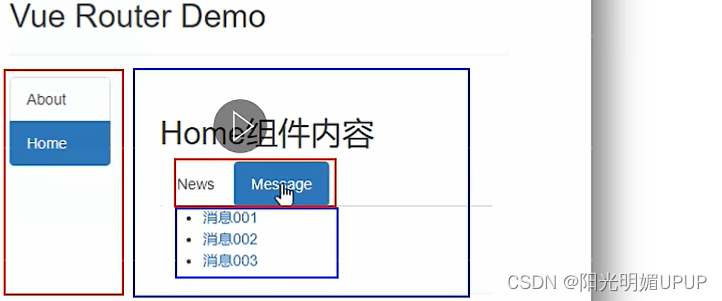 Vue Router Demo
About
Home
Home组件内容
News
Message
消息001
消息002
消息003
CSDN @阳光明媚UPUP